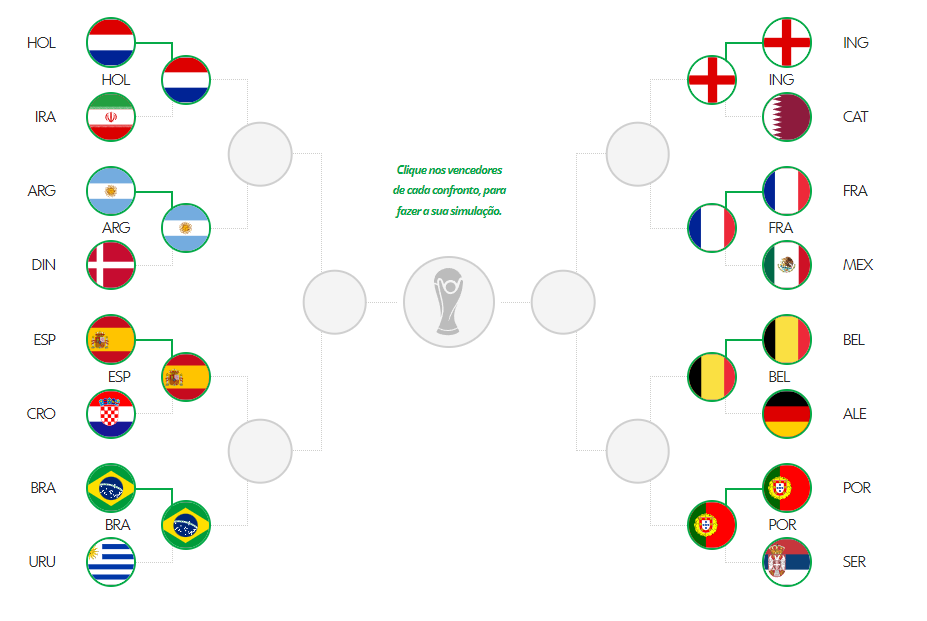 HOL
ING
HOL
ING
IRA
CAT
Clique nos vencedores
de cada confronto, para
fazer a sua simulação.
ARG
FRA
ARG
FRA
DIN
MEX
ESP
BEL
ESP
BEL
CRO
ALE
BRA
POR
BRA
POR
URU
SER